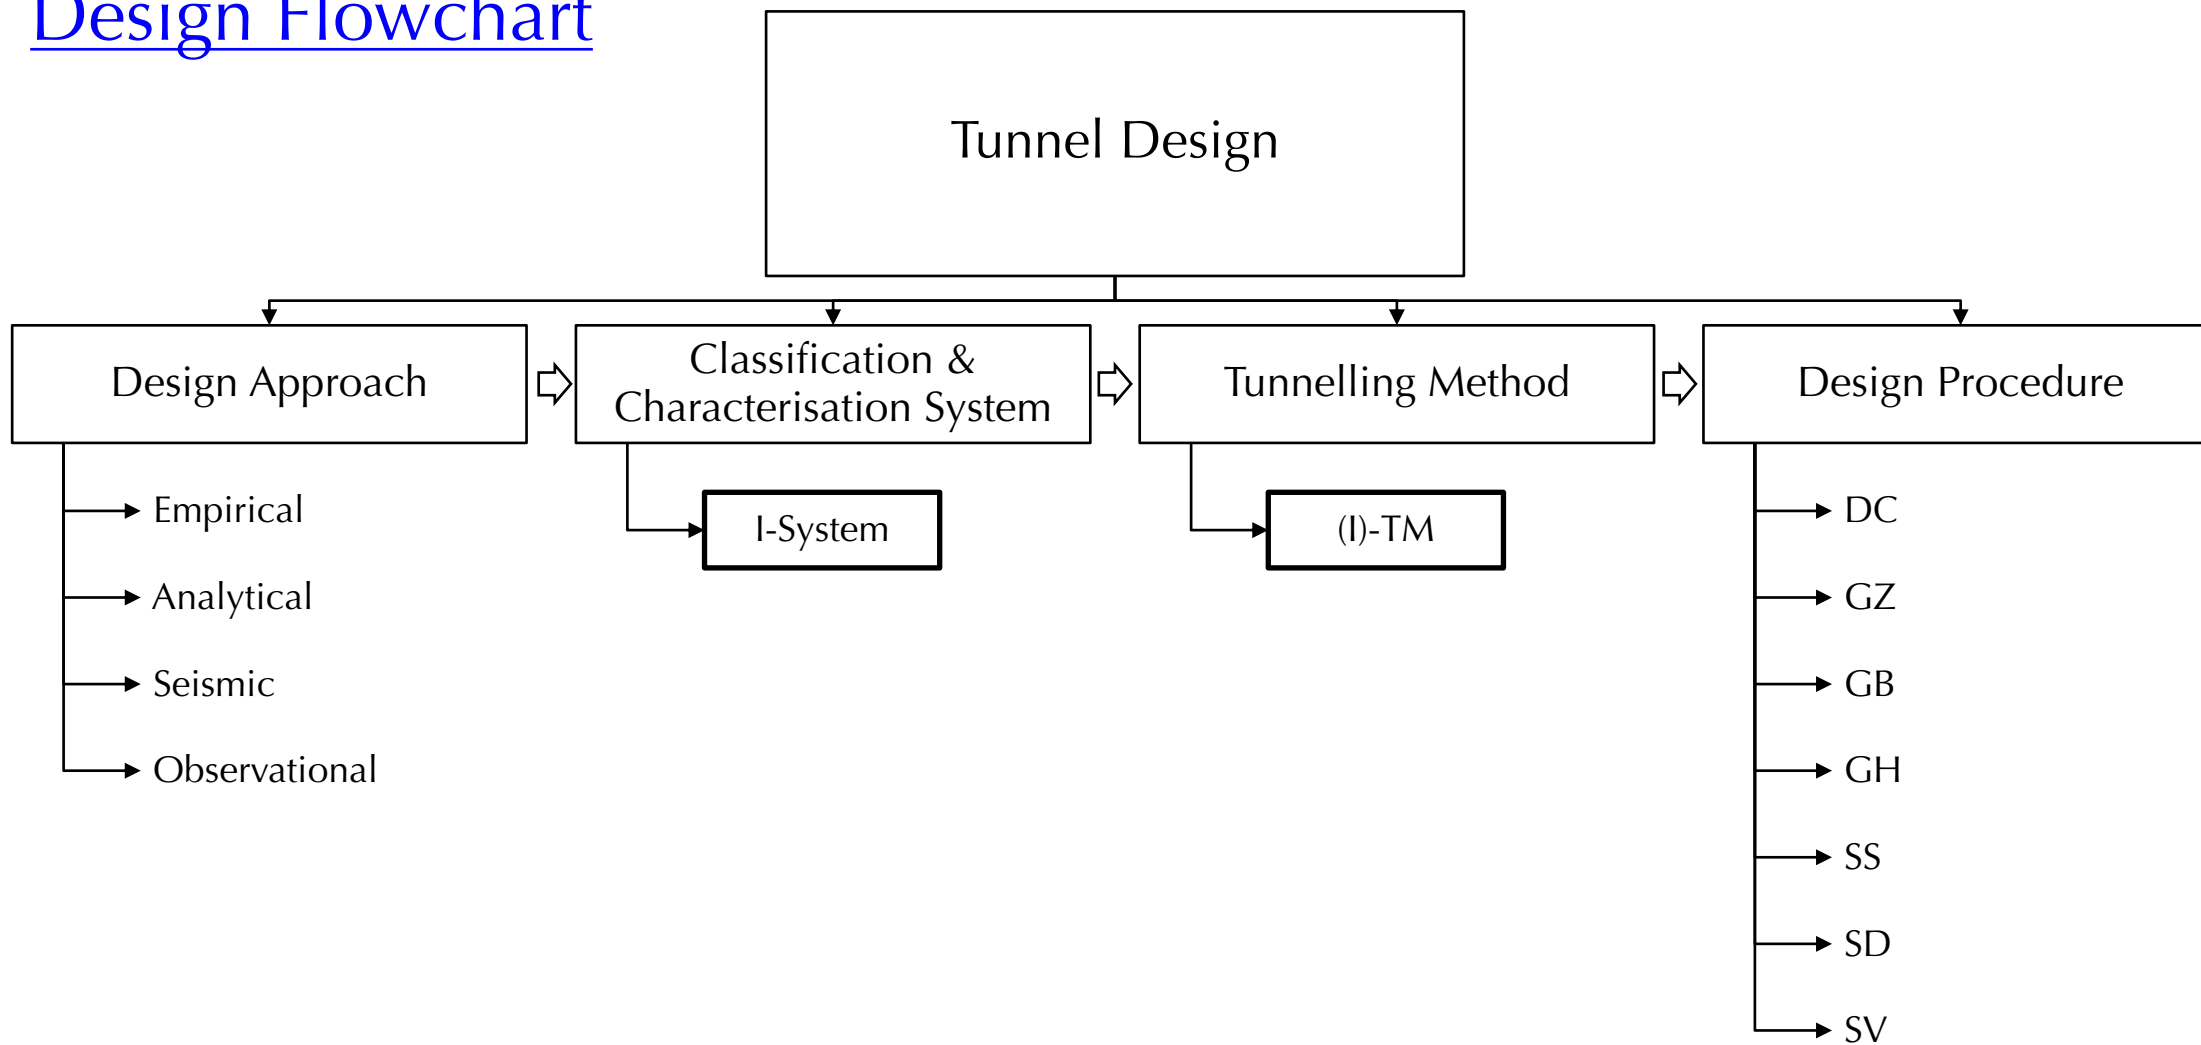 Design Flowchart
Tunnel Design
Design Approach
Classification &
Characterisation System
Tunnelling Method
Design Procedure
Empirical
Analytical
Seismic
Observational
I-System
(I)-TM
DC
GZ
GB
GH
SS
SD
SV